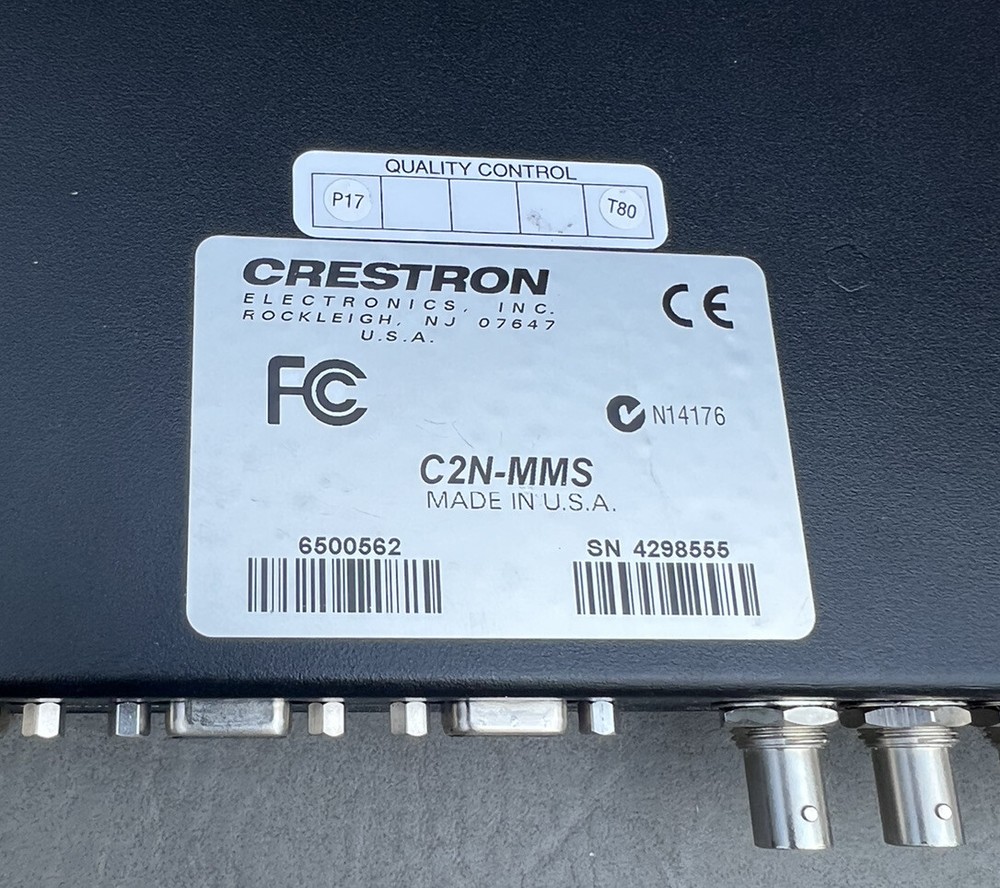 QUALITY CONTROL
P17 T80
CRESTRON
ELECTRONICS, INC.
ROCKLEIGH, NJ 07647
U.S.A.
CE
FC
N14176
C2N-MMS
MADE IN U.S.A.
6500562 SN 4298555